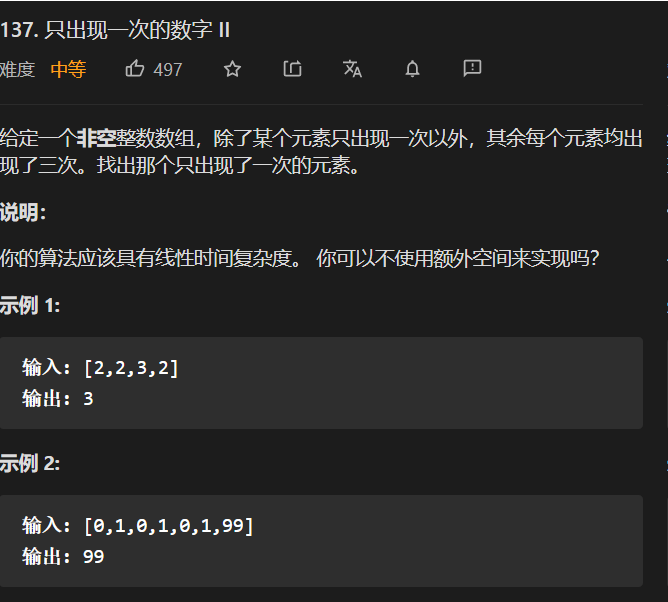 137. 只出现一次的数字 II
难度 中等 497
给定一个非空整数数组，除了某个元素只出现一次以外，其余每个元素均出
现了三次。找出那个只出现了一次的元素。
说明：
你的算法应该具有线性时间复杂度。 你可以不使用额外空间来实现吗？
示例 1:
输入: [2,2,3,2]
输出: 3
示例 2:
输入: [0,1,0,1,0,1,99]
输出: 99